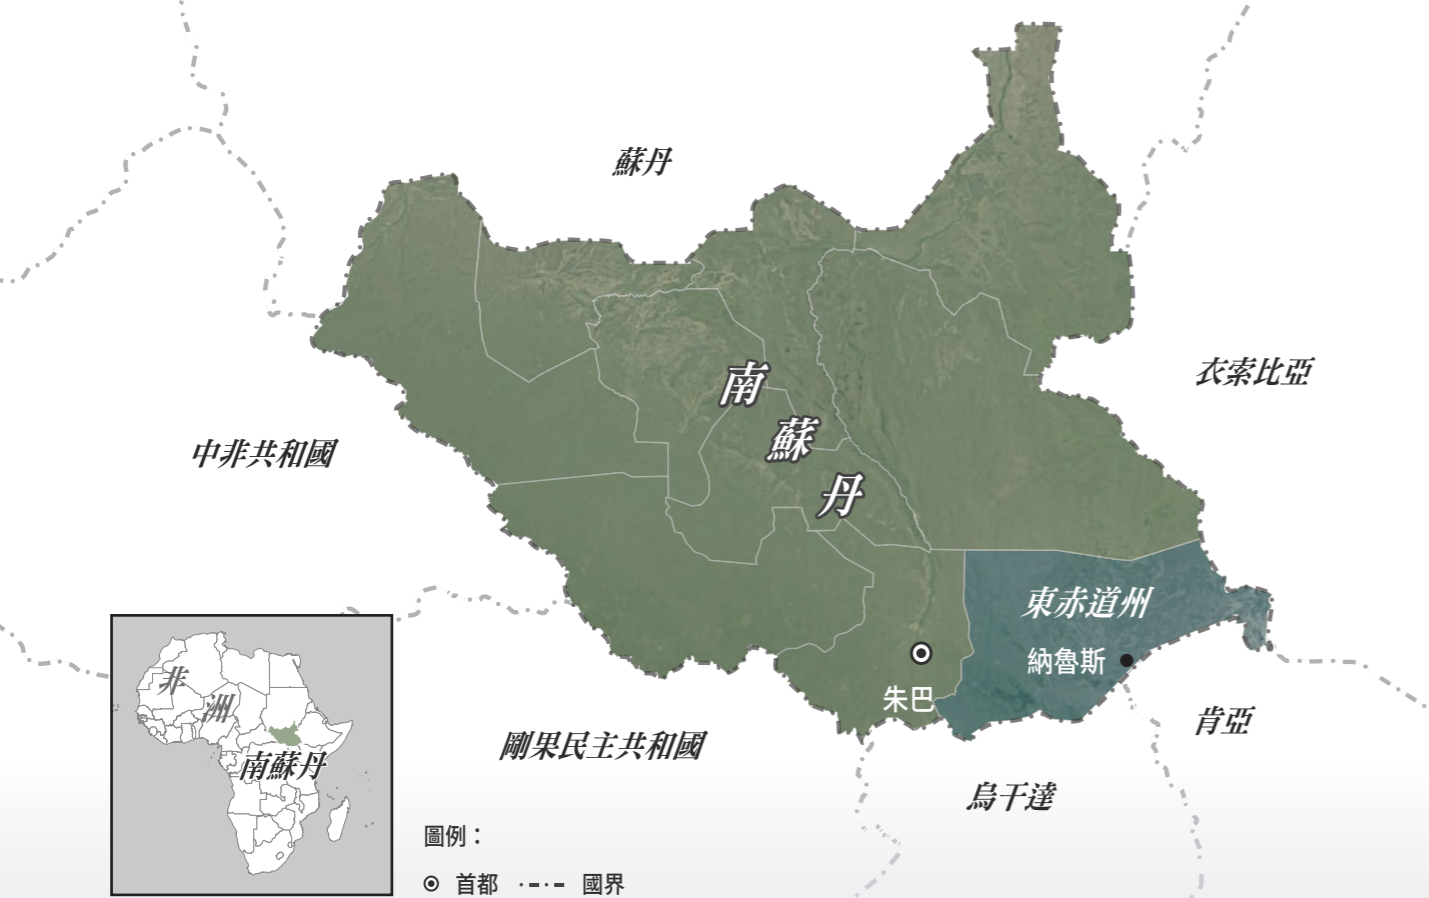 蘇丹
衣索比亞
南
蘇
丹
中非共和國
東赤道州
納魯斯
朱巴
非
洲
南蘇丹
剛果民主共和國
肯亞
烏干達
圖例：
首都
國界